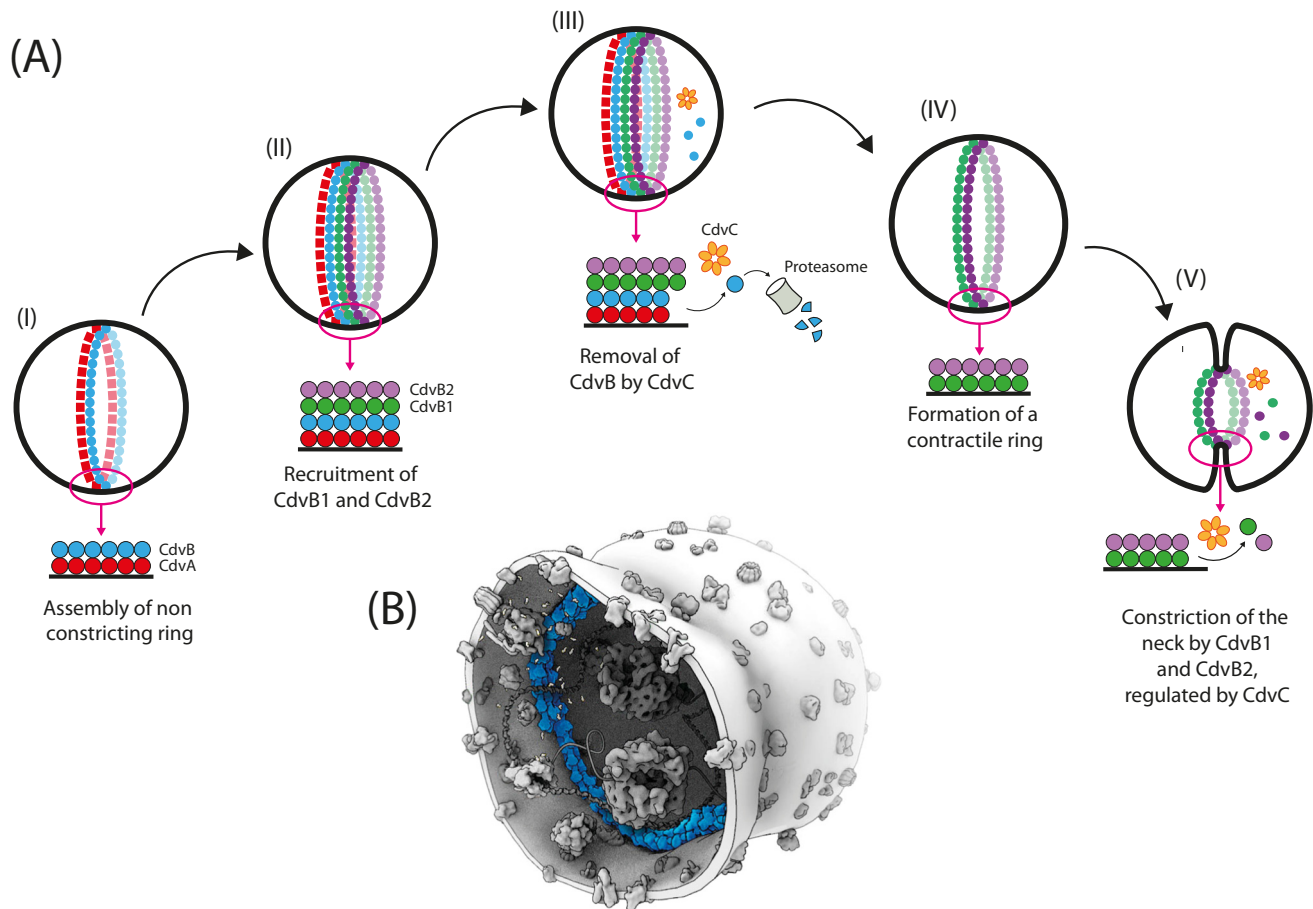 (A)
(I)
CdvB
CdvA
Assembly of non
constricting ring
(II)
CdvB2
CdvB1
Recruitment of
CdvB1 and CdvB2
(III)
CdvC
Proteasome
Removal of
CdvB by CdvC
(IV)
Formation of a
contractile ring
(V)
Constriction of the
neck by CdvB1
and CdvB2,
regulated by CdvC
(B)